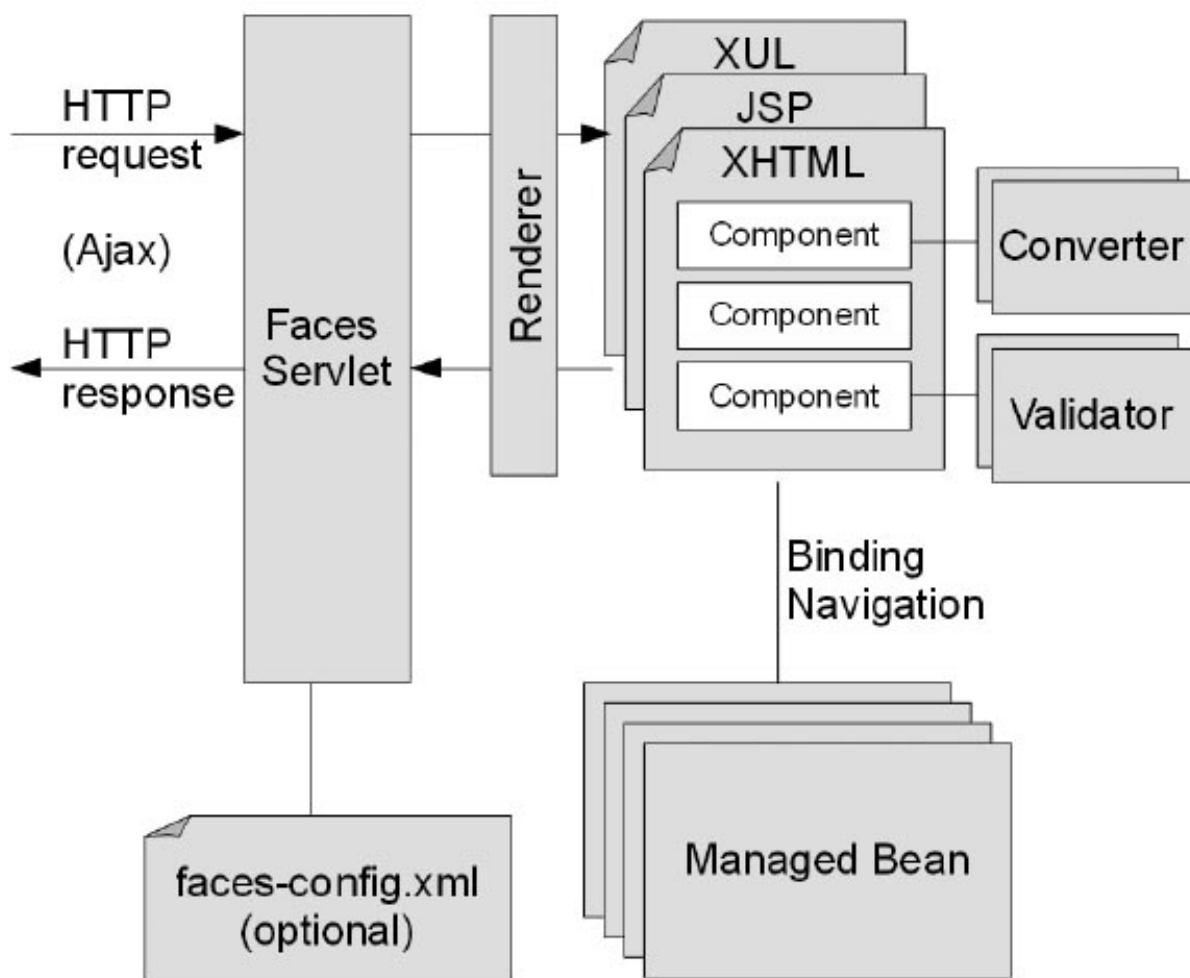 HTTP
request
(Ajax)
HTTP
response
Faces
Servlet
Renderer
XUL
JSP
XHTML
Component
Component
Component
Converter
Validator
Binding
Navigation
faces-config.xml
(optional)
Managed Bean